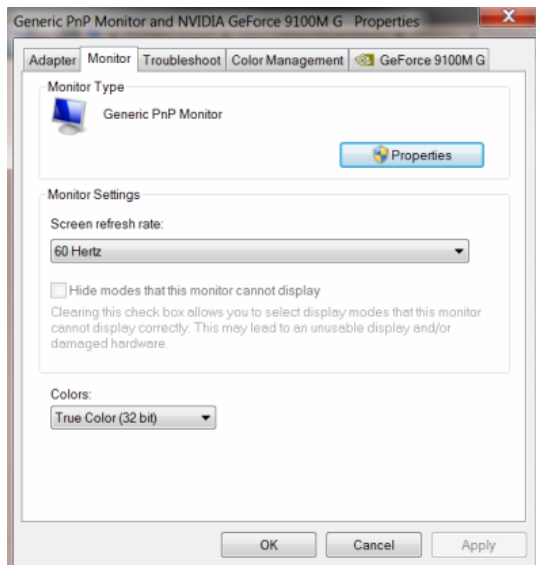 Generic PnP Monitor and NVIDIA GeForce 9100M G Properties
Adapter Monitor Troubleshoot Color Management GeForce 9100M G
Monitor Type
Generic PnP Monitor
Properties
Monitor Settings
Screen refresh rate:
60 Hertz
Hide modes that this monitor cannot display
Clearing this check box allows you to select display modes that this monitor
cannot display correctly. This may lead to an unusable display and/or
damaged hardware.
Colors:
True Color (32 bit)
OK Cancel Apply